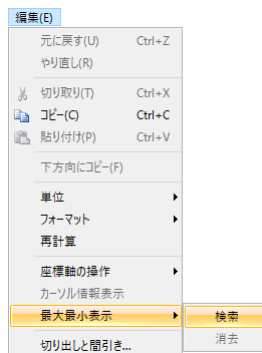 編集(E)
元に戻す(U) Ctrl+Z
やり直し(R)
切り取り(T) Ctrl+X
コピー(C) Ctrl+C
貼り付け(P) Ctrl+V
下方向にコピー(F)
単位
フォーマット
再計算
座標軸の操作
カーソル情報表示
最大最小表示
検索
消去
切り出しと間引き...